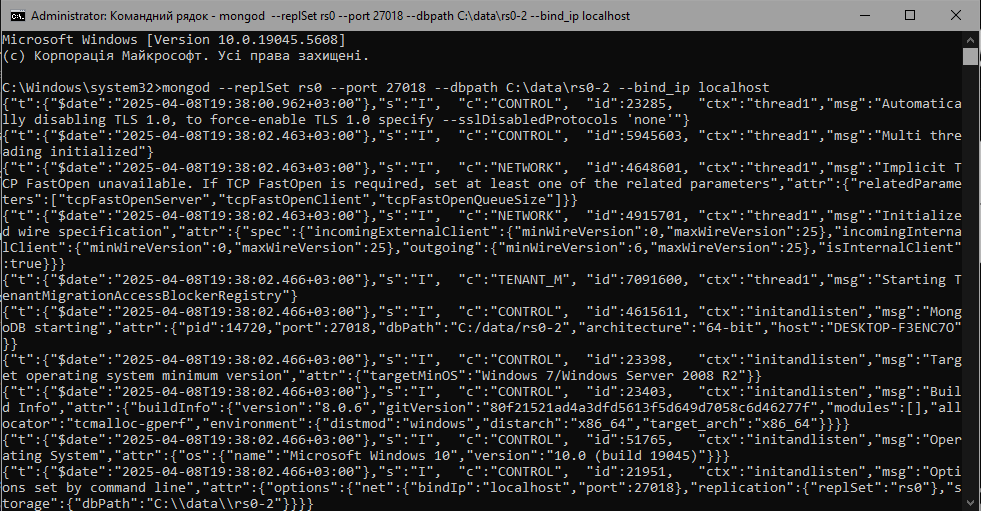 Administrator: Командний рядок - mongod  --replSet rs0 --port 27018 --dbpath C:\data\rs0-2 --bind_ip localhost
Microsoft Windows [Version 10.0.19045.5608]
(c) Корпорація Майкрософт. Усі права захищені.
C:\Windows\system32>mongod --replSet rs0 --port 27018 --dbpath C:\data\rs0-2 --bind_ip localhost
{"t":{"$date":"2025-04-08T19:38:00.962+03:00"},"s":"I",  "c":"CONTROL",  "id":23285,   "ctx":"thread1","msg":"Automatica
lly disabling TLS 1.0, to force-enable TLS 1.0 specify --sslDisabledProtocols 'none'"}
{"t":{"$date":"2025-04-08T19:38:02.463+03:00"},"s":"I",  "c":"CONTROL",  "id":5945603, "ctx":"thread1","msg":"Multi thre
ading initialized"}
{"t":{"$date":"2025-04-08T19:38:02.463+03:00"},"s":"I",  "c":"NETWORK",  "id":4648601, "ctx":"thread1","msg":"Implicit T
CP FastOpen unavailable. If TCP FastOpen is required, set at least one of the related parameters","attr":{"relatedParame
ters":["tcpFastOpenServer","tcpFastOpenClient","tcpFastOpenQueueSize"]}}
{"t":{"$date":"2025-04-08T19:38:02.463+03:00"},"s":"I",  "c":"NETWORK",  "id":4915701, "ctx":"thread1","msg":"Initialize
d wire specification","attr":{"spec":{"incomingExternalClient":{"minWireVersion":0,"maxWireVersion":25},"incomingInterna
lClient":{"minWireVersion":0,"maxWireVersion":25},"outgoing":{"minWireVersion":6,"maxWireVersion":25},"isInternalClient"
:true}}}
{"t":{"$date":"2025-04-08T19:38:02.466+03:00"},"s":"I",  "c":"TENANT_M", "id":7091600, "ctx":"thread1","msg":"Starting T
enantMigrationAccessBlockerRegistry"}
{"t":{"$date":"2025-04-08T19:38:02.466+03:00"},"s":"I",  "c":"CONTROL",  "id":4615611, "ctx":"initandlisten","msg":"Mong
oDB starting","attr":{"pid":14720,"port":27018,"dbPath":"C:/data/rs0-2","architecture":"64-bit","host":"DESKTOP-F3ENC7O"
}}
{"t":{"$date":"2025-04-08T19:38:02.466+03:00"},"s":"I",  "c":"CONTROL",  "id":23398,   "ctx":"initandlisten","msg":"Targ
et operating system minimum version","attr":{"targetMinOS":"Windows 7/Windows Server 2008 R2"}}
{"t":{"$date":"2025-04-08T19:38:02.466+03:00"},"s":"I",  "c":"CONTROL",  "id":23403,   "ctx":"initandlisten","msg":"Buil
d Info","attr":{"buildInfo":{"version":"8.0.6","gitVersion":"80f21521ad4a3dfd5613f5d649d7058c6d46277f","modules":[],"all
ocator":"tcmalloc-gperf","environment":{"distmod":"windows","distarch":"x86_64","target_arch":"x86_64"}}}}
{"t":{"$date":"2025-04-08T19:38:02.466+03:00"},"s":"I",  "c":"CONTROL",  "id":51765,   "ctx":"initandlisten","msg":"Oper
ating System","attr":{"os":{"name":"Microsoft Windows 10","version":"10.0 (build 19045)"}}}
{"t":{"$date":"2025-04-08T19:38:02.466+03:00"},"s":"I",  "c":"CONTROL",  "id":21951,   "ctx":"initandlisten","msg":"Opti
ons set by command line","attr":{"options":{"net":{"bindIp":"localhost","port":27018},"replication":{"replSet":"rs0"},"s
torage":{"dbPath":"C:\\data\\rs0-2"}}}}